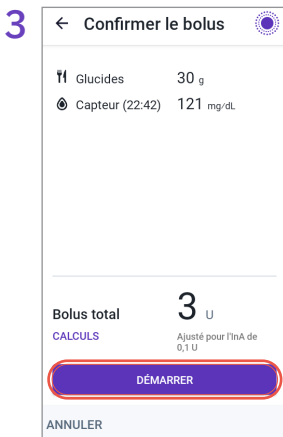 3
Confirmer le bolus
Glucides 30 g
Capteur (22:42) 121 mg/dL
Bolus total 3 U
CALCULS Ajusté pour l'InA de
0,1 U
DÉMARRER
ANNULER